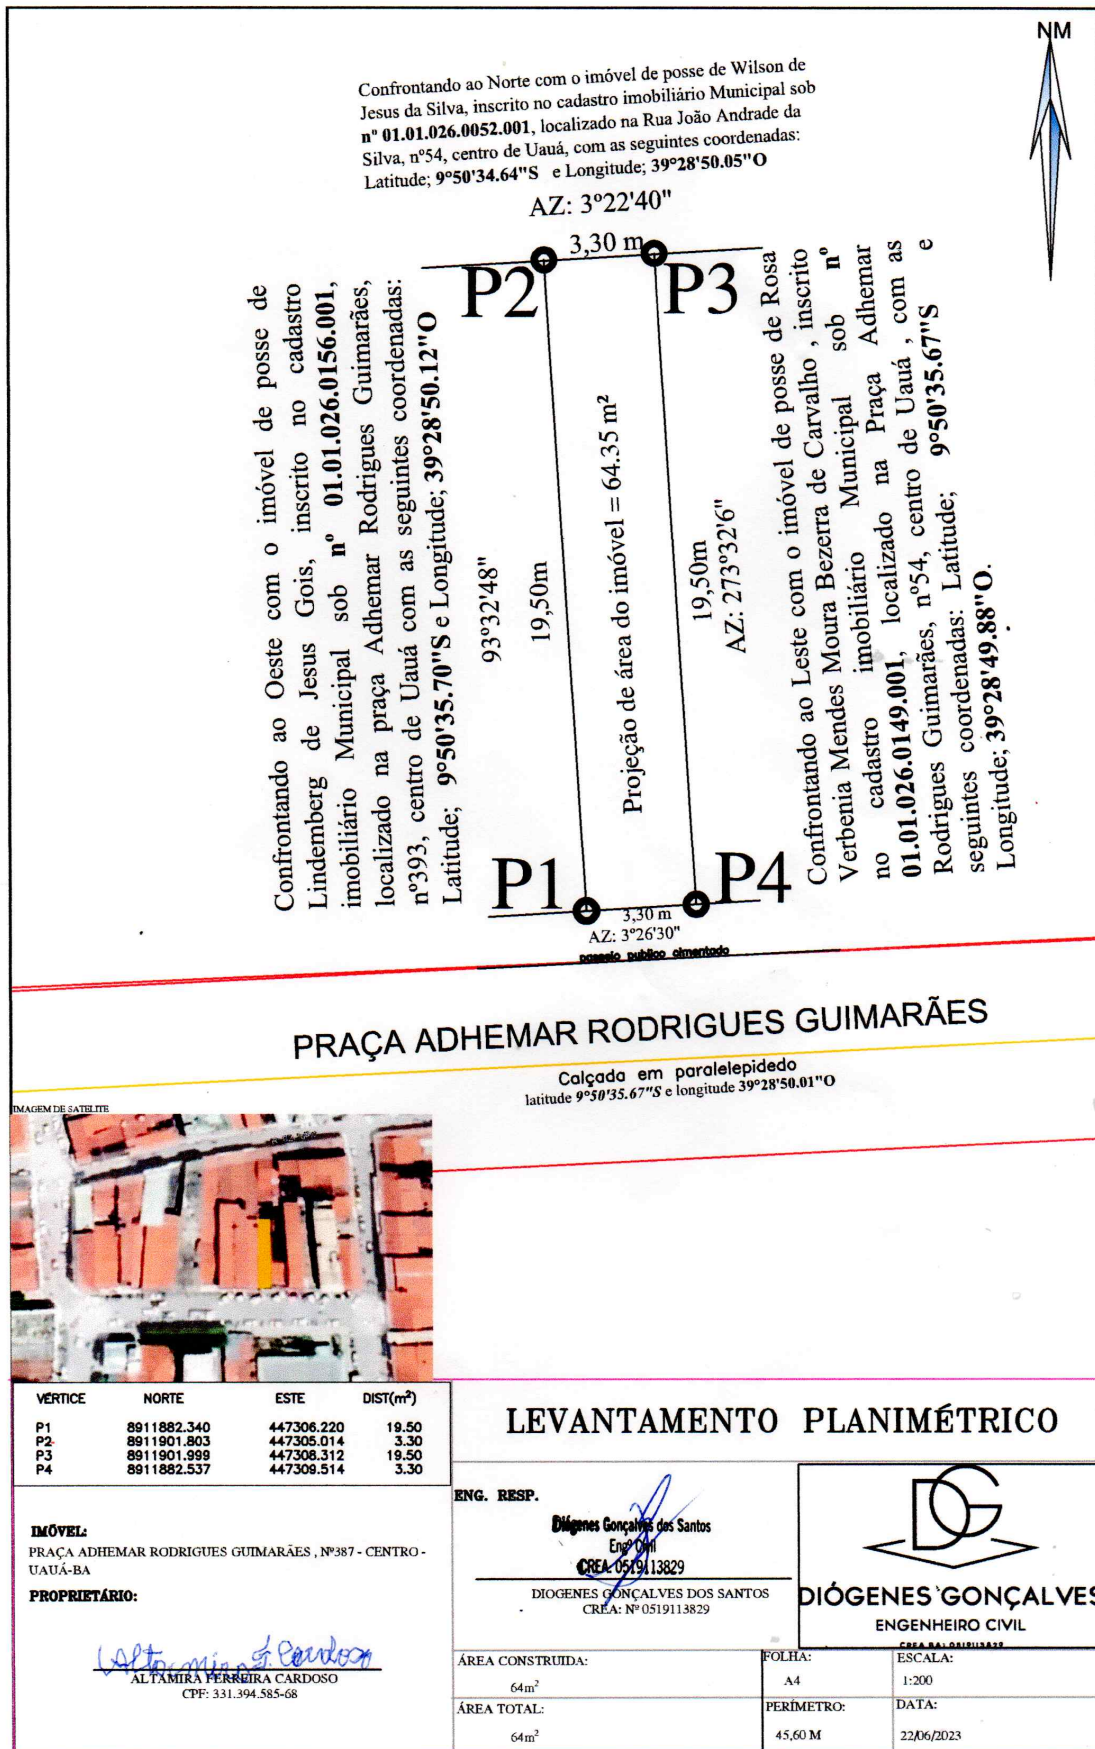 NM
Confrontando ao Norte com o imóvel de posse de Wilson de
Jesus da Silva, inscrito no cadastro imobiliário Municipal sob
nº 01.01.026.0052.001, localizado na Rua João Andrade da
Silva, nº54, centro de Uauá, com as seguintes coordenadas:
Latitude; 9°50'34.64"S e Longitude; 39°28'50.05"O
AZ: 3°22'40"
3,30 m
P2
P3
Confrontando ao Oeste com o imóvel de posse de
Lindemberg de Jesus Gois, inscrito no cadastro
imobiliário Municipal sob nº 01.01.026.0156.001,
localizado na praça Adhemar Rodrigues Guimarães,
nº393, centro de Uauá com as seguintes coordenadas:
Latitude; 9°50'35.70"S e Longitude; 39°28'50.12"O
93°32'48"
19,50m
Projeção de área do imóvel = 64.35 m²
19,50m
AZ: 273°32'6"
Confrontando ao Leste com o imóvel de posse de Rosa
Verbenia Mendes Moura Bezerra de Carvalho , inscrito
no cadastro imobiliário Municipal sob nº
01.01.026.0149.001, localizado na Praça Adhemar
Rodrigues Guimarães, nº54, centro de Uauá , com as
seguintes coordenadas: Latitude; 9°50'35.67"S e
Longitude; 39°28'49.88"O.
P1
P4
3,30 m
AZ: 3°26'30"
passeio publico cimentado
PRAÇA ADHEMAR RODRIGUES GUIMARÃES
Calçada em paralelepidedo
latitude 9°50'35.67"S e longitude 39°28'50.01"O
IMAGEM DE SATELITE
VÉRTICE NORTE ESTE DIST(m²)
P1 8911882.340 447306.220 19.50
P2 8911901.803 447305.014 3.30
P3 8911901.999 447308.312 19.50
P4 8911882.537 447309.514 3.30
LEVANTAMENTO PLANIMÉTRICO
ENG. RESP.
Diógenes Gonçalves dos Santos
Engº Civil
CREA: 0519113829
DIOGENES GONÇALVES DOS SANTOS
CREA: Nº 0519113829
DG
DIÓGENES GONÇALVES
ENGENHEIRO CIVIL
CREA BA: 0519113829
IMÓVEL:
PRAÇA ADHEMAR RODRIGUES GUIMARÃES , Nº387 - CENTRO -
UAUÁ-BA
PROPRIETÁRIO:
Altamira F. Cardoso
ALTAMIRA FERREIRA CARDOSO
CPF: 331.394.585-68
ÁREA CONSTRUIDA:
64m²
FOLHA:
A4
ESCALA:
1:200
ÁREA TOTAL:
64m²
PERÍMETRO:
45,60 M
DATA:
22/06/2023